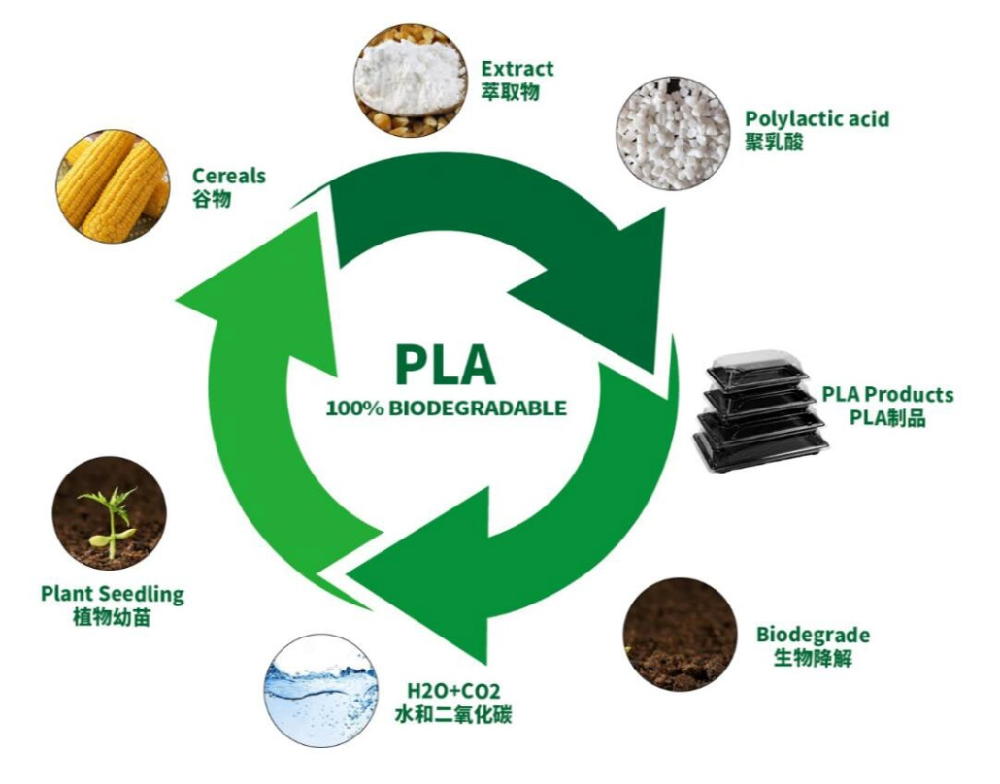 Extract
萃取物
Polylactic acid
聚乳酸
Cereals
谷物
PLA
100% BIODEGRADABLE
PLA Products
PLA制品
Plant Seedling
植物幼苗
Biodegrade
生物降解
H2O+CO2
水和二氧化碳